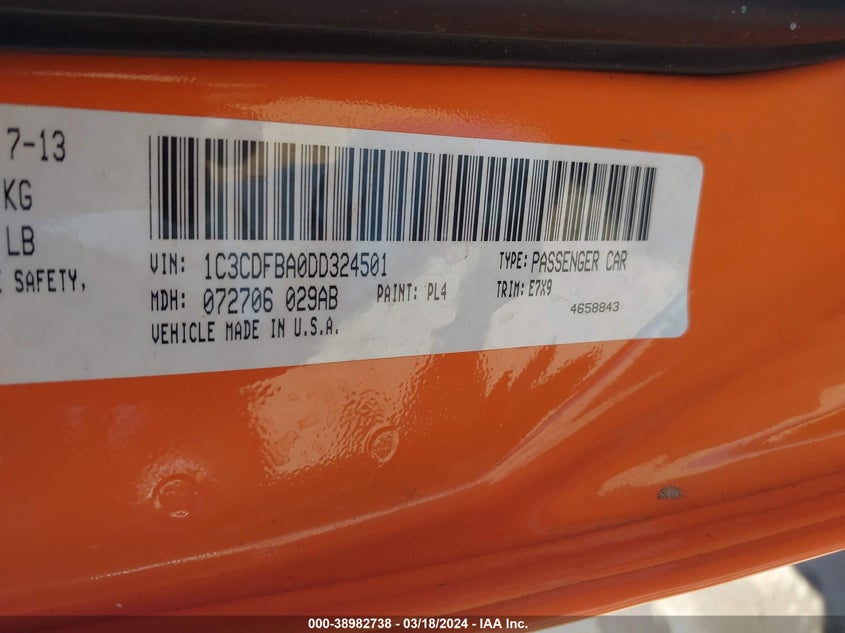 7-13
KG
LB
SAFETY,
VIN: 1C3CDFBA0DD324501 TYPE: PASSENGER CAR
MDH: 072706 029AB PAINT: PL4 TRIM: E7X9
VEHICLE MADE IN U.S.A. 4658843
000-38982738 - 03/18/2024 - IAA Inc.